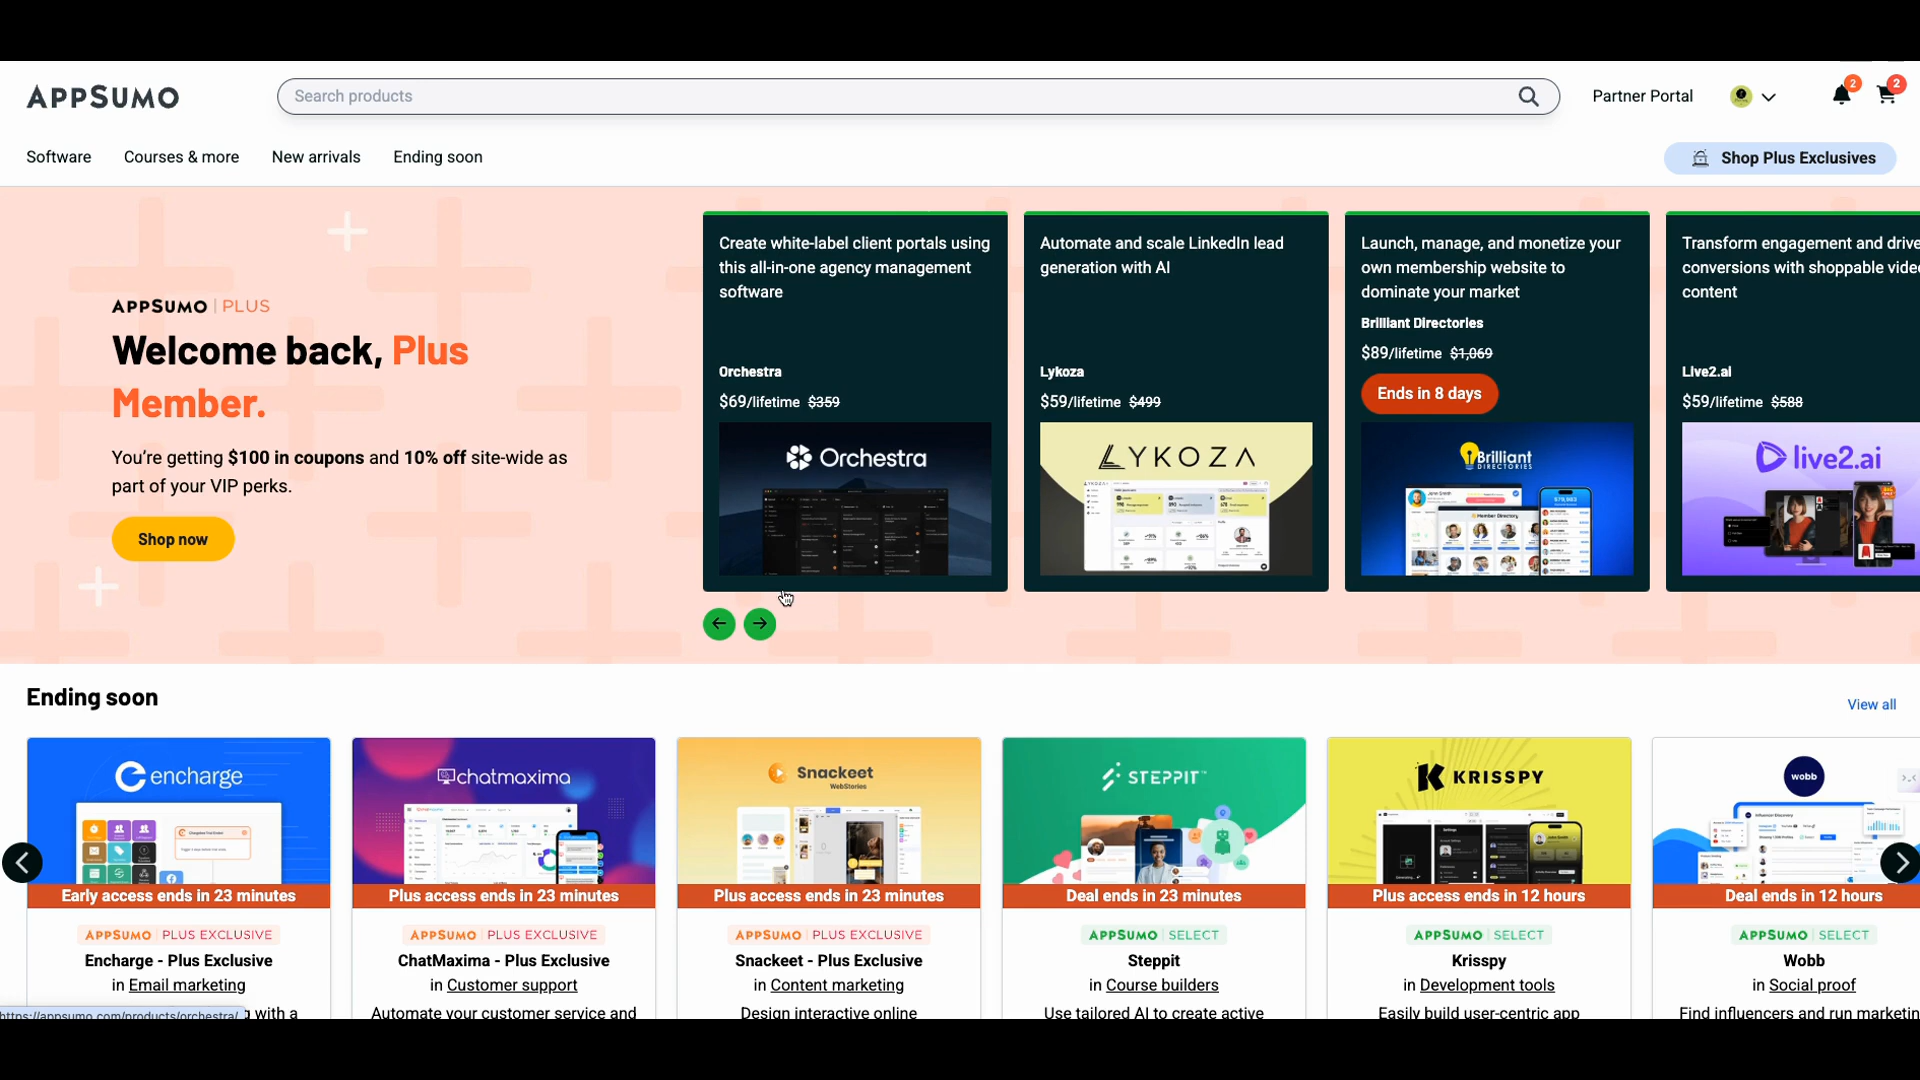 APPSUMO
Search products
Partner Portal
2
2
Software
Courses & more
New arrivals
Ending soon
Shop Plus Exclusives
APPSUMO | PLUS
Welcome back, Plus
Member.
You're getting $100 in coupons and 10% off site-wide as
part of your VIP perks.
Shop now
Create white-label client portals using
this all-in-one agency management
software
Orchestra
$69/lifetime $359
Orchestra
Automate and scale LinkedIn lead
generation with AI
Lykoza
$59/lifetime $499
LYKOZA
Launch, manage, and monetize your
own membership website to
dominate your market
Brilliant Directories
$89/lifetime $1,069
Ends in 8 days
Brilliant
DIRECTORIES
Transform engagement and drive
conversions with shoppable video
content
Live2.ai
$59/lifetime $588
live2.ai
Ending soon
View all
encharge
Early access ends in 23 minutes
APPSUMO | PLUS EXCLUSIVE
Encharge - Plus Exclusive
in Email marketing
with a
chatmaxima
Plus access ends in 23 minutes
APPSUMO | PLUS EXCLUSIVE
ChatMaxima - Plus Exclusive
in Customer support
Automate your customer service and
Snackeet
WebStories
Plus access ends in 23 minutes
APPSUMO | PLUS EXCLUSIVE
Snackeet - Plus Exclusive
in Content marketing
Design interactive online
STEPPIT™
Deal ends in 23 minutes
APPSUMO | SELECT
Steppit
in Course builders
Use tailored AI to create active
KRISSPY
Plus access ends in 12 hours
APPSUMO | SELECT
Krisspy
in Development tools
Easily build user-centric app
wobb
Deal ends in 12 hours
APPSUMO | SELECT
Wobb
in Social proof
Find influencers and run marketin
https://appsumo.com/products/orchestra/